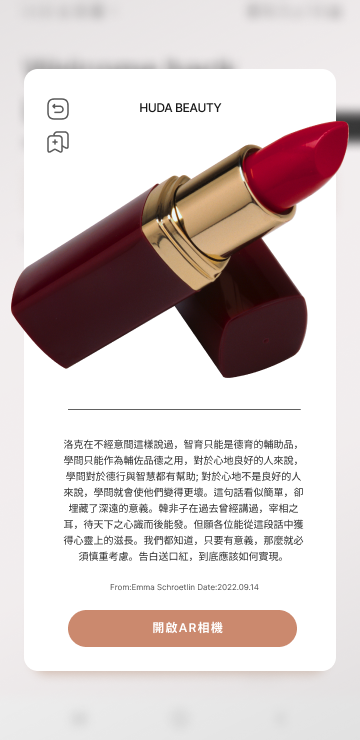 Welcome back
HUDA BEAUTY
洛克在不經意間這樣說過，智育只能是德育的輔助品，
學問只能作為輔佐品德之用，對於心地良好的人來說，
學問對於德行與智慧都有幫助; 對於心地不是良好的人
來說，學問就會使他們變得更壞。這句話看似簡單，卻
埋藏了深遠的意義。韓非子在過去曾經講過，宰相之
耳，待天下之心識而後能發。但願各位能從這段話中獲
得心靈上的滋長。我們都知道，只要有意義，那麼就必
須慎重考慮。告白送口紅，到底應該如何實現。
From:Emma Schroetlin Date:2022.09.14
開啟AR相機